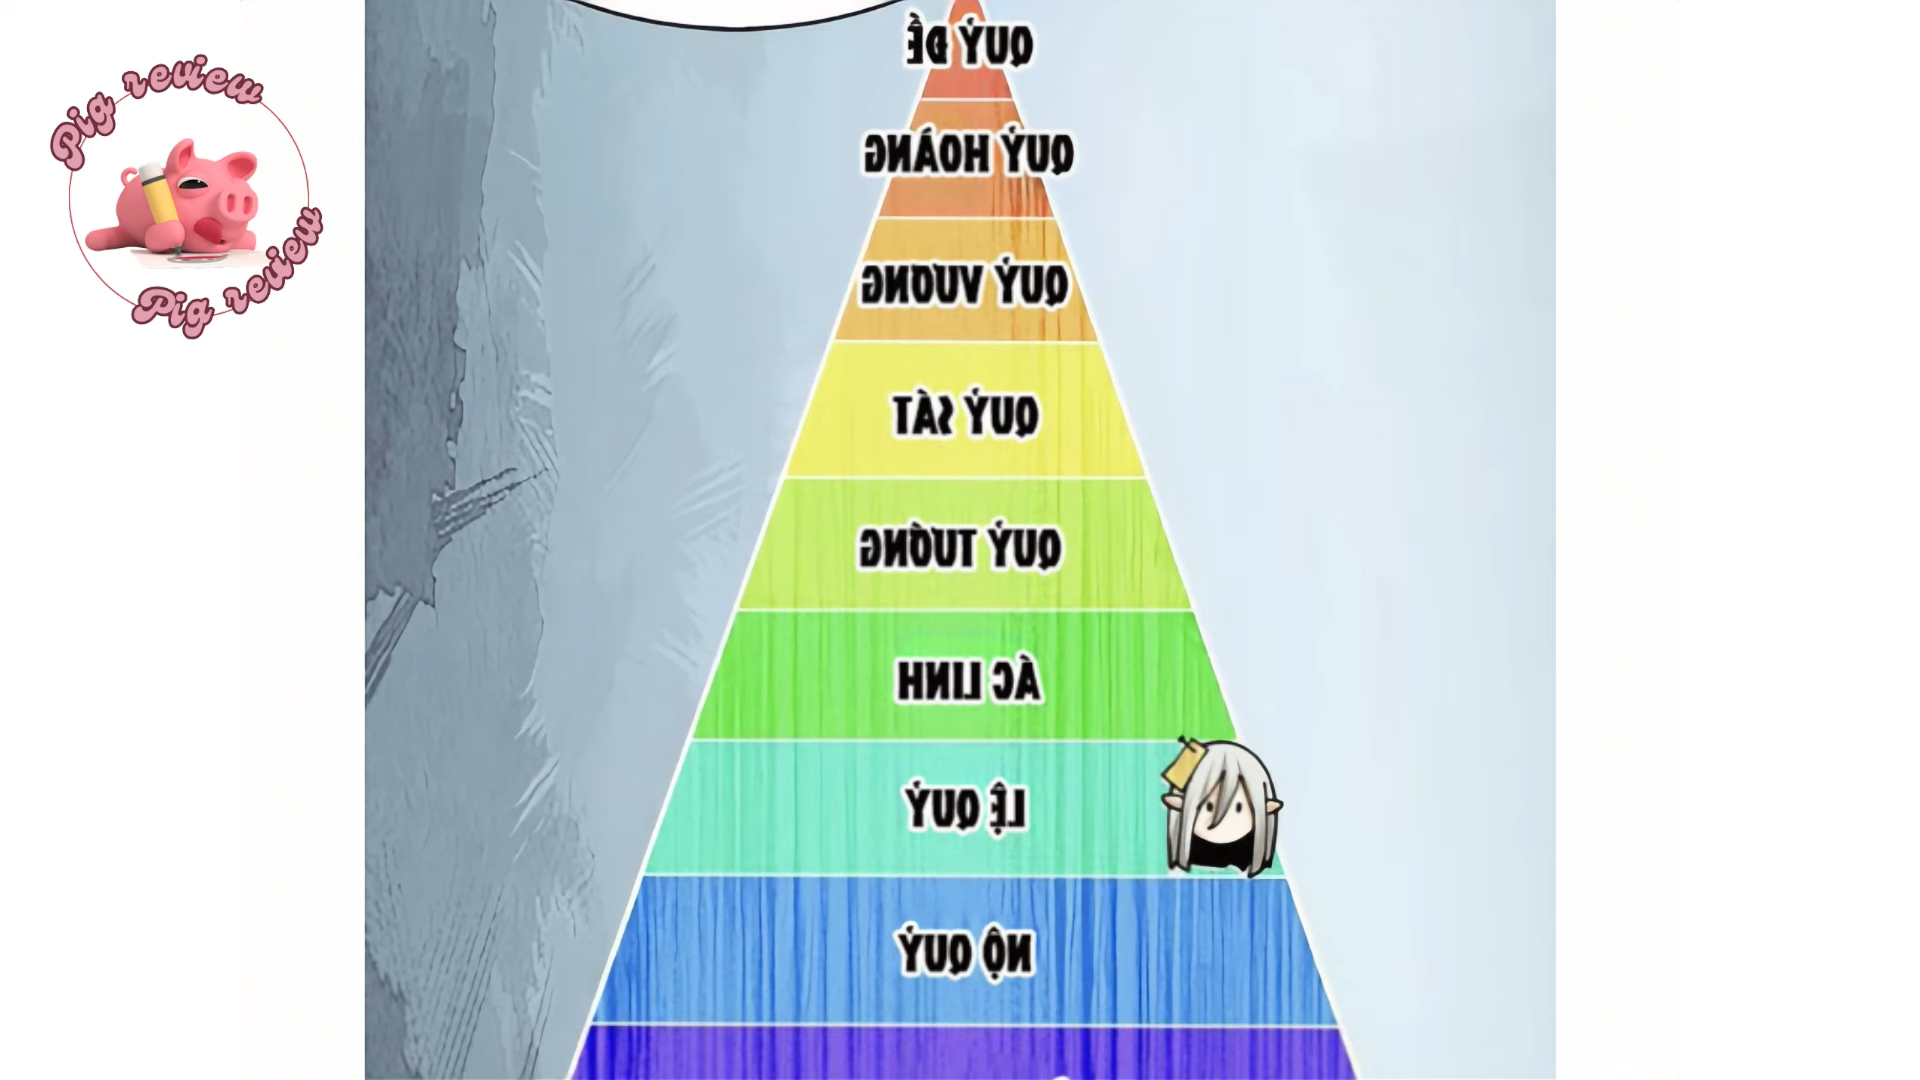 Pig review
Pig review
QUỶ ĐẾ
QUỶ HOÁNG
QUỶ VƯƠNG
QUỶ SÁT
QUỶ TƯỚNG
ÁC LINH
LỆ QUỶ
NỘ QUỶ